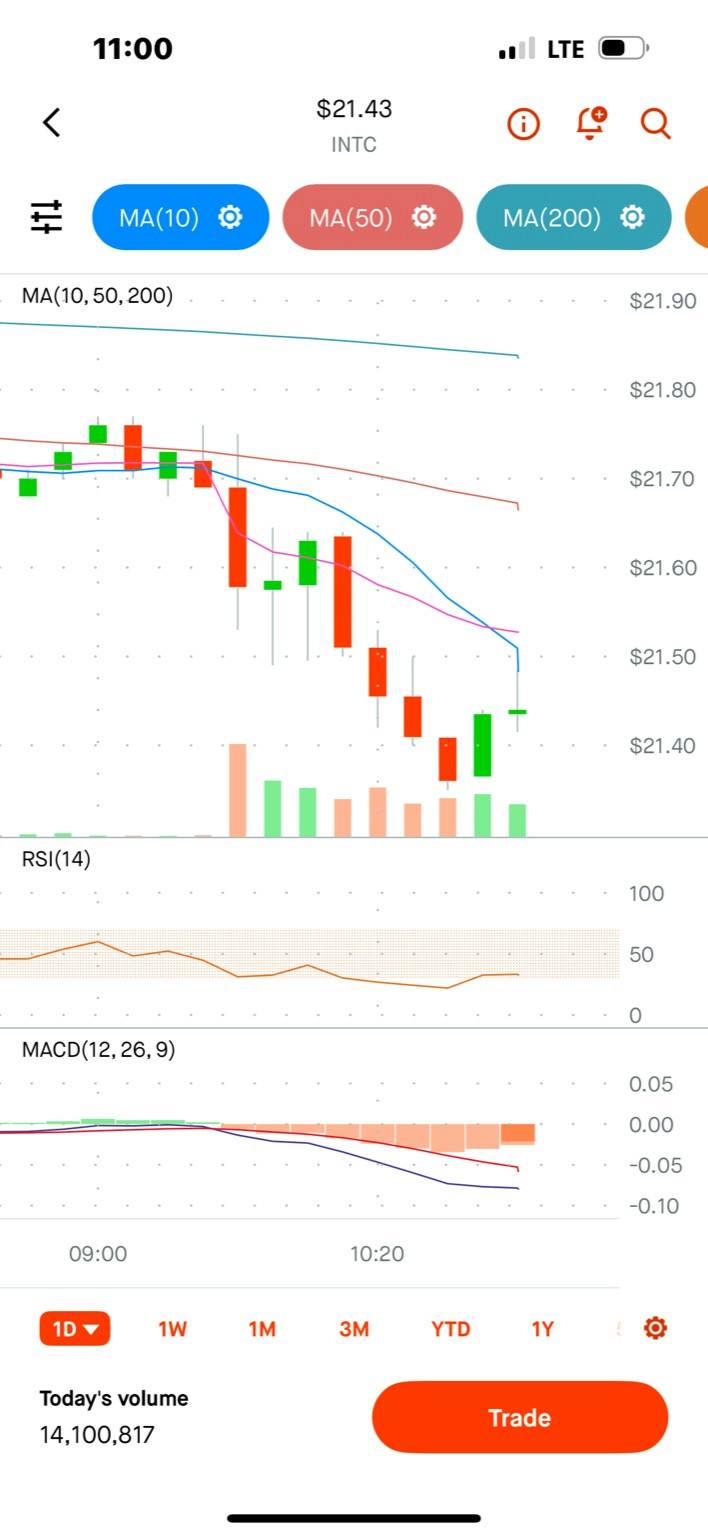 11:00 LTE
$21.43
INTC
MA(10) MA(50) MA(200)
MA(10,50,200)
$21.90
$21.80
$21.70
$21.60
$21.50
$21.40
RSI(14)
100
50
0
MACD(12,26,9)
0.05
0.00
-0.05
-0.10
09:00 10:20
1D 1W 1M 3M YTD 1Y
Today's volume
14,100,817
Trade